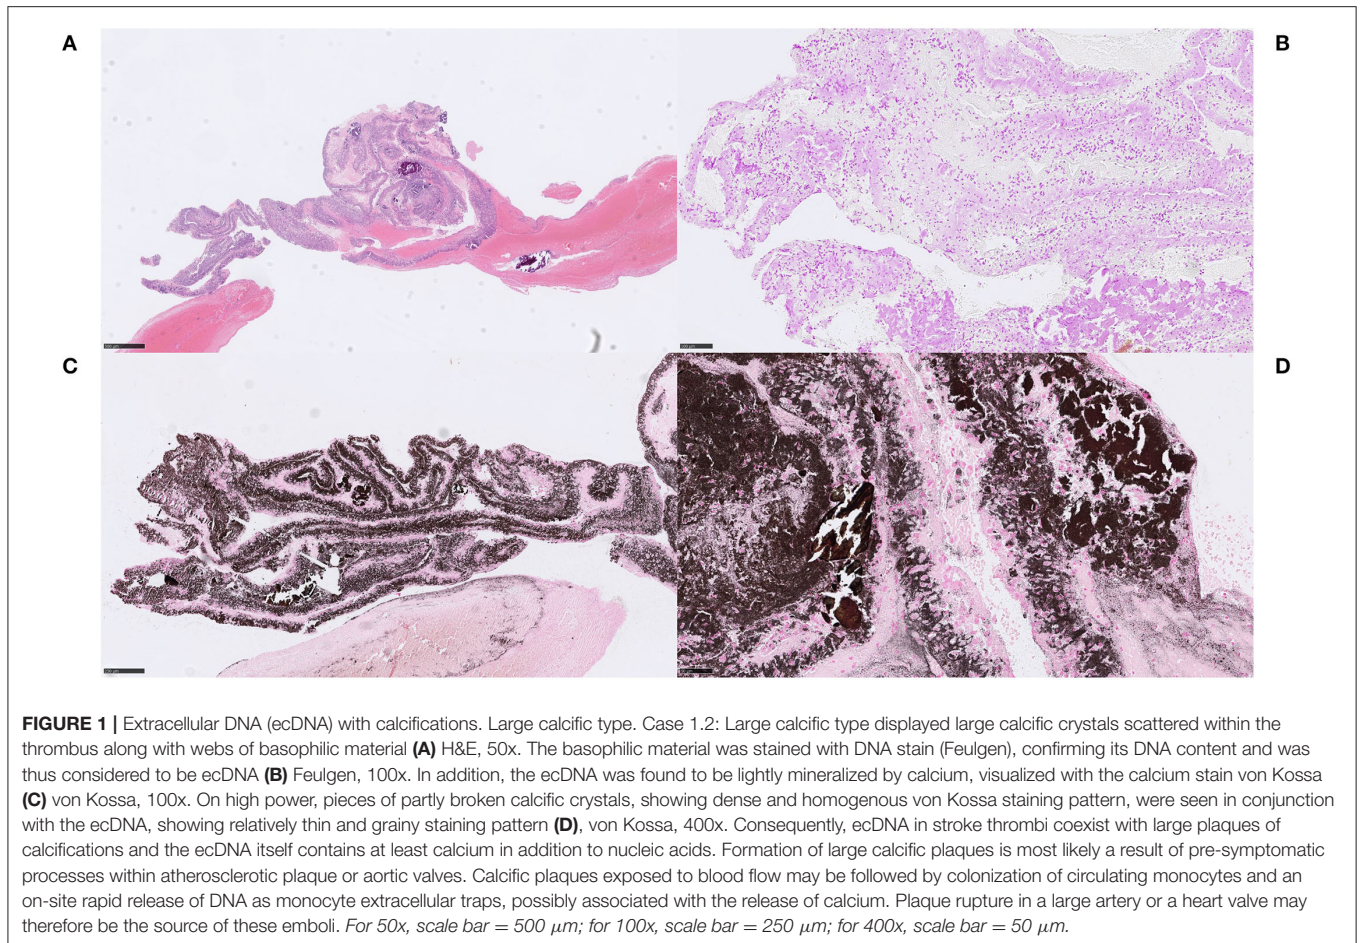 A
B
C
D
FIGURE 1 | Extracellular DNA (ecDNA) with calcifications. Large calcific type. Case 1.2: Large calcific type displayed large calcific crystals scattered within the
thrombus along with webs of basophilic material (A) H&E, 50x. The basophilic material was stained with DNA stain (Feulgen), confirming its DNA content and was
thus considered to be ecDNA (B) Feulgen, 100x. In addition, the ecDNA was found to be lightly mineralized by calcium, visualized with the calcium stain von Kossa
(C) von Kossa, 100x. On high power, pieces of partly broken calcific crystals, showing dense and homogenous von Kossa staining pattern, were seen in conjunction
with the ecDNA, showing relatively thin and grainy staining pattern (D), von Kossa, 400x. Consequently, ecDNA in stroke thrombi coexist with large plaques of
calcifications and the ecDNA itself contains at least calcium in addition to nucleic acids. Formation of large calcific plaques is most likely a result of pre-symptomatic
processes within atherosclerotic plaque or aortic valves. Calcific plaques exposed to blood flow may be followed by colonization of circulating monocytes and an
on-site rapid release of DNA as monocyte extracellular traps, possibly associated with the release of calcium. Plaque rupture in a large artery or a heart valve may
therefore be the source of these emboli. For 50x, scale bar = 500 μm; for 100x, scale bar = 250 μm; for 400x, scale bar = 50 μm.